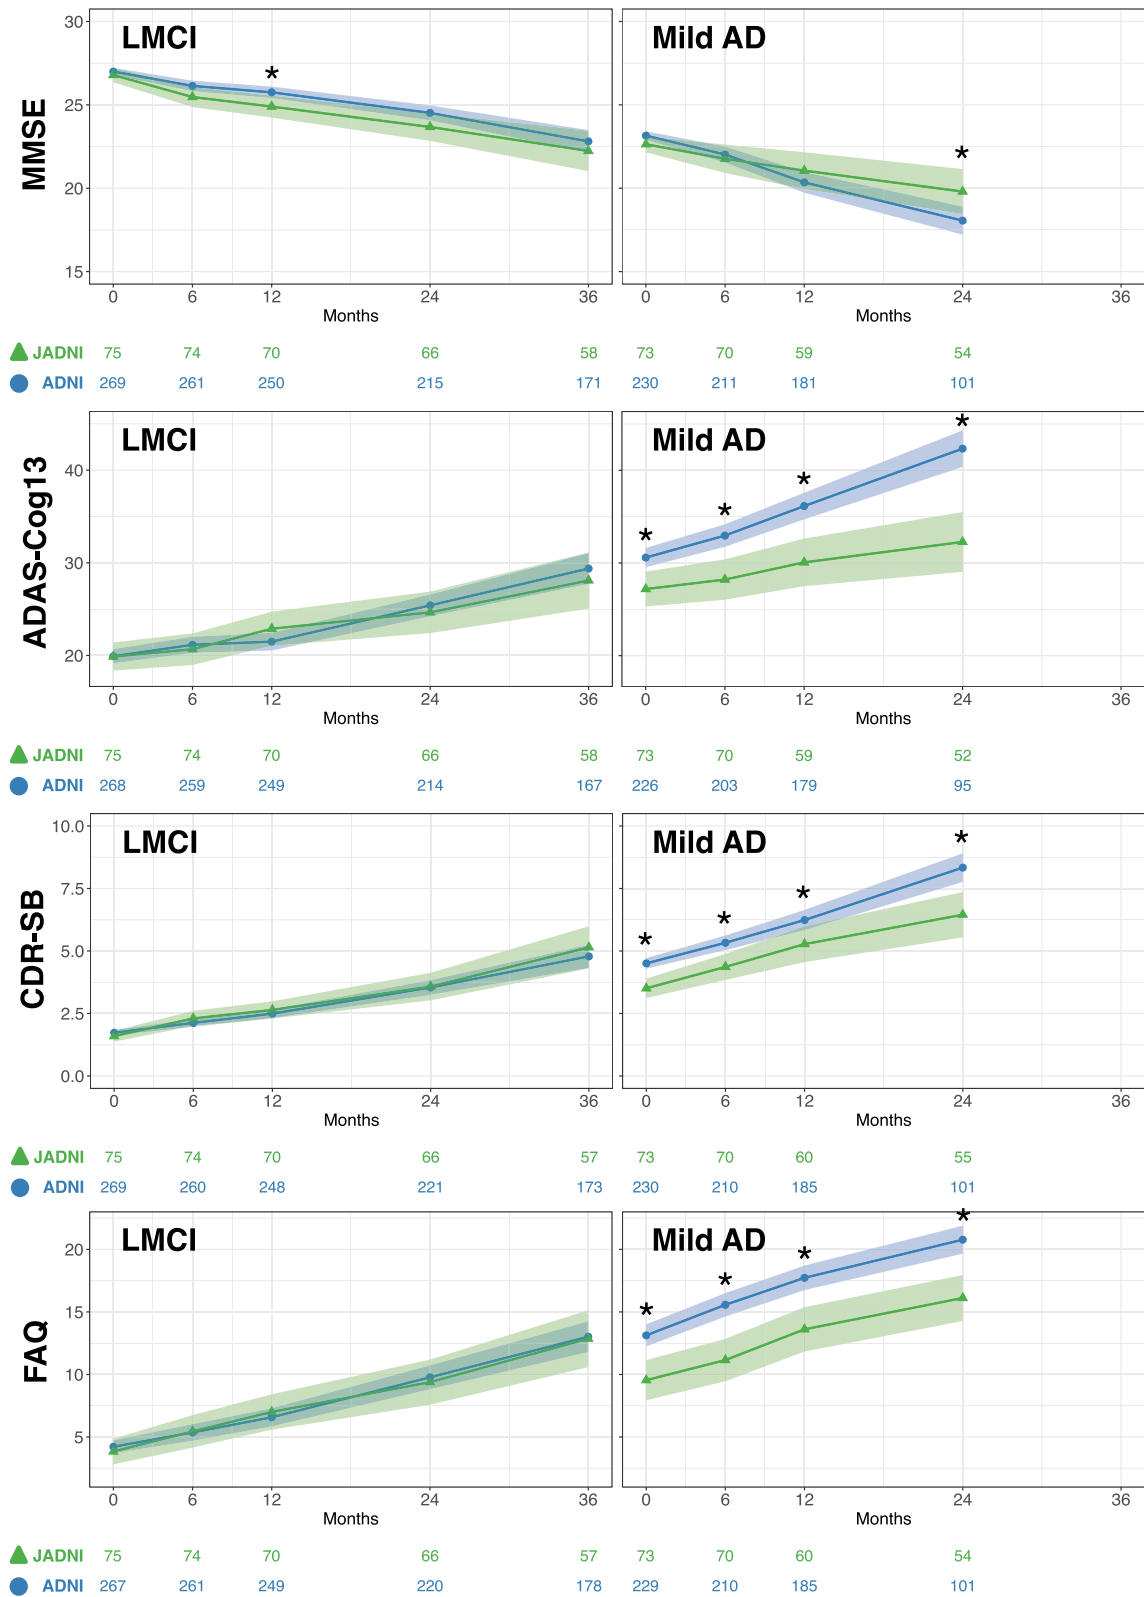 LMCI
Mild AD
MMSE
30
25
20
15
*
*
0 6 12 24 36 0 6 12 24 36
Months Months
JADNI 75 74 70 66 58 73 70 59 54
ADNI 269 261 250 215 171 230 211 181 101
LMCI
Mild AD
ADAS-Cog13
40
30
20
* * * *
0 6 12 24 36 0 6 12 24 36
Months Months
JADNI 75 74 70 66 58 73 70 59 52
ADNI 268 259 249 214 167 226 203 179 95
LMCI
Mild AD
CDR-SB
10.0
7.5
5.0
2.5
0.0
* * * *
0 6 12 24 36 0 6 12 24 36
Months Months
JADNI 75 74 70 66 57 73 70 60 55
ADNI 269 260 248 221 173 230 210 185 101
LMCI
Mild AD
FAQ
20
15
10
5
* * * *
0 6 12 24 36 0 6 12 24 36
Months Months
JADNI 75 74 70 66 57 73 70 60 54
ADNI 267 261 249 220 178 229 210 185 101